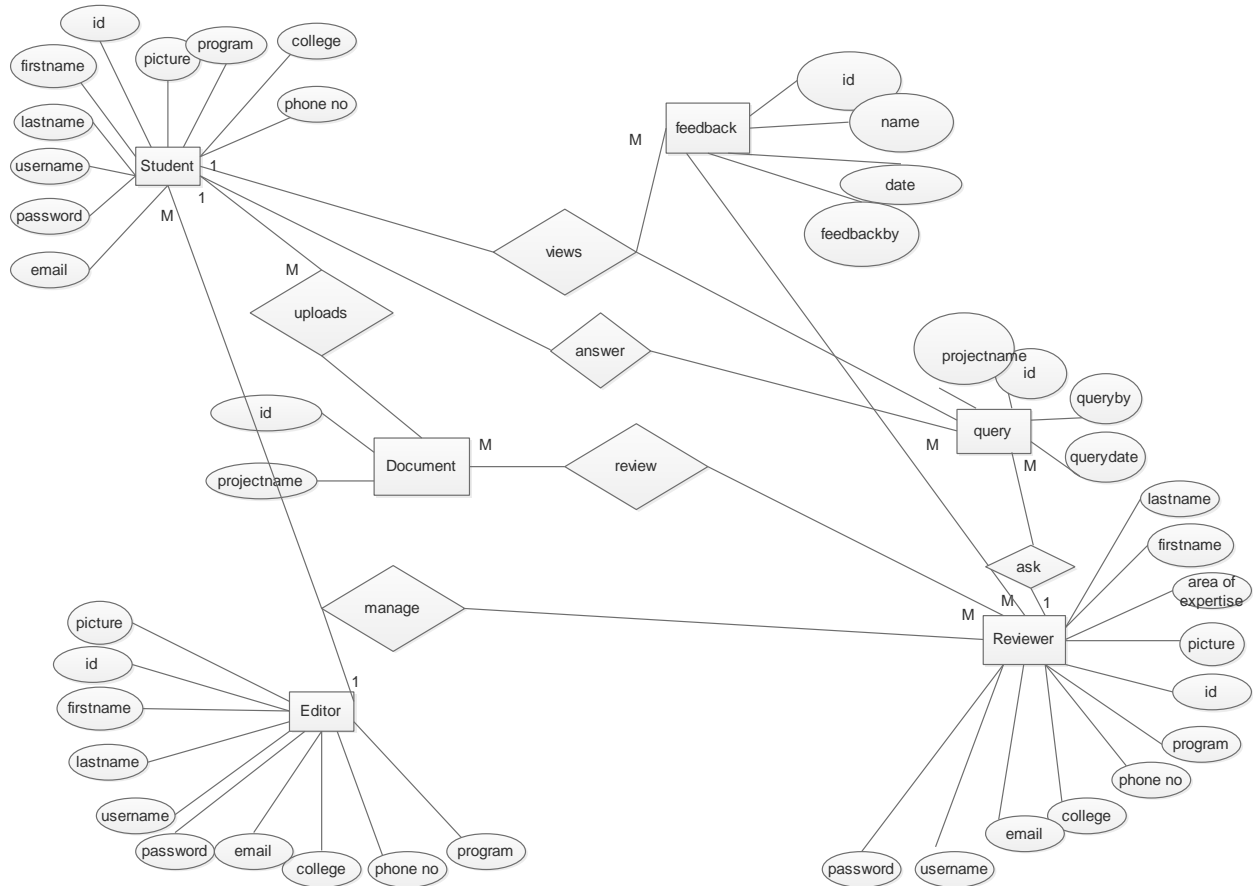 id
college
program
picture
firstname
phone no
lastname
username
password
email
Student
1
1
M
M
uploads
views
answer
M
feedback
id
name
date
feedbackby
projectname
id
queryby
querydate
query
M
M
id
projectname
Document
M
review
ask
M
M
1
Reviewer
lastname
firstname
area of
expertise
picture
id
program
phone no
college
email
username
password
manage
1
Editor
picture
id
firstname
lastname
username
password
email
college
phone no
program